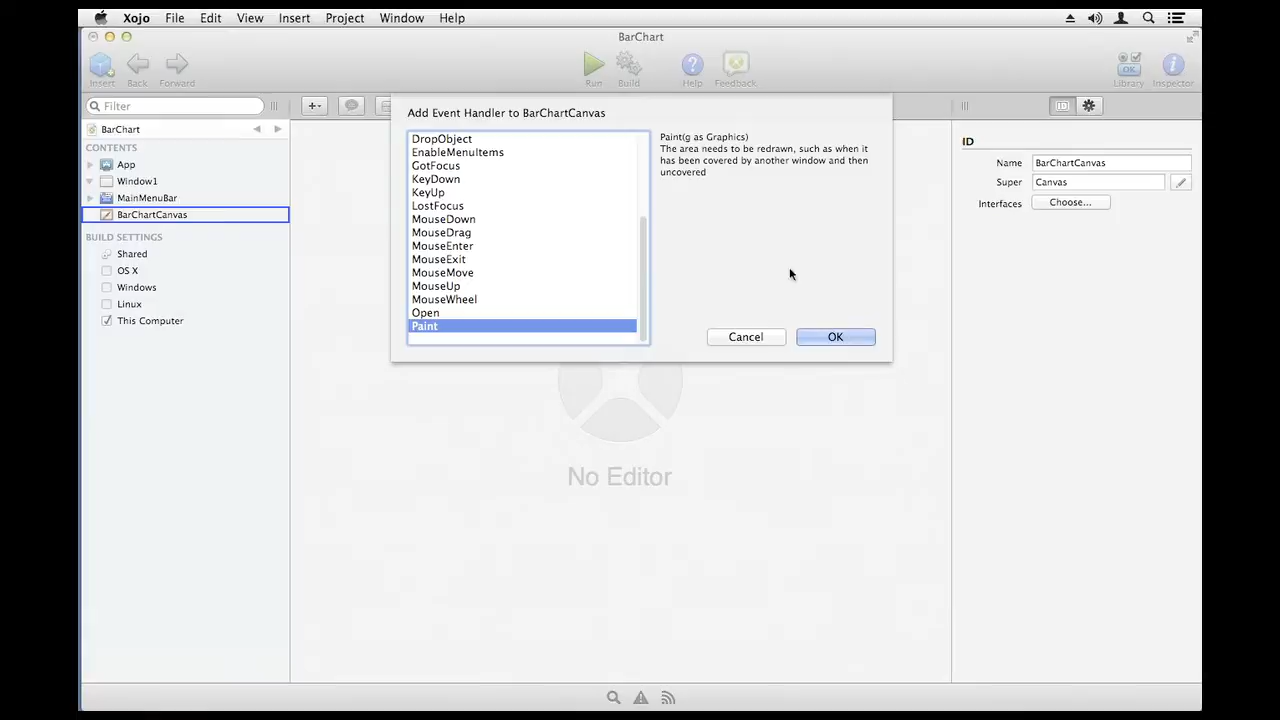 Xojo File Edit View Insert Project Window Help
BarChart
Insert Back Forward Run Build Help Feedback Library Inspector
OK
Filter
BarChart
CONTENTS
App
Window1
MainMenuBar
BarChartCanvas
BUILD SETTINGS
Shared
OS X
Windows
Linux
This Computer
Add Event Handler to BarChartCanvas
DropObject
EnableMenuItems
GotFocus
KeyDown
KeyUp
LostFocus
MouseDown
MouseDrag
MouseEnter
MouseExit
MouseMove
MouseUp
MouseWheel
Open
Paint
Paint(g as Graphics)
The area needs to be redrawn, such as when it
has been covered by another window and then
uncovered
Cancel OK
No Editor
ID
Name BarChartCanvas
Super Canvas
Interfaces Choose...